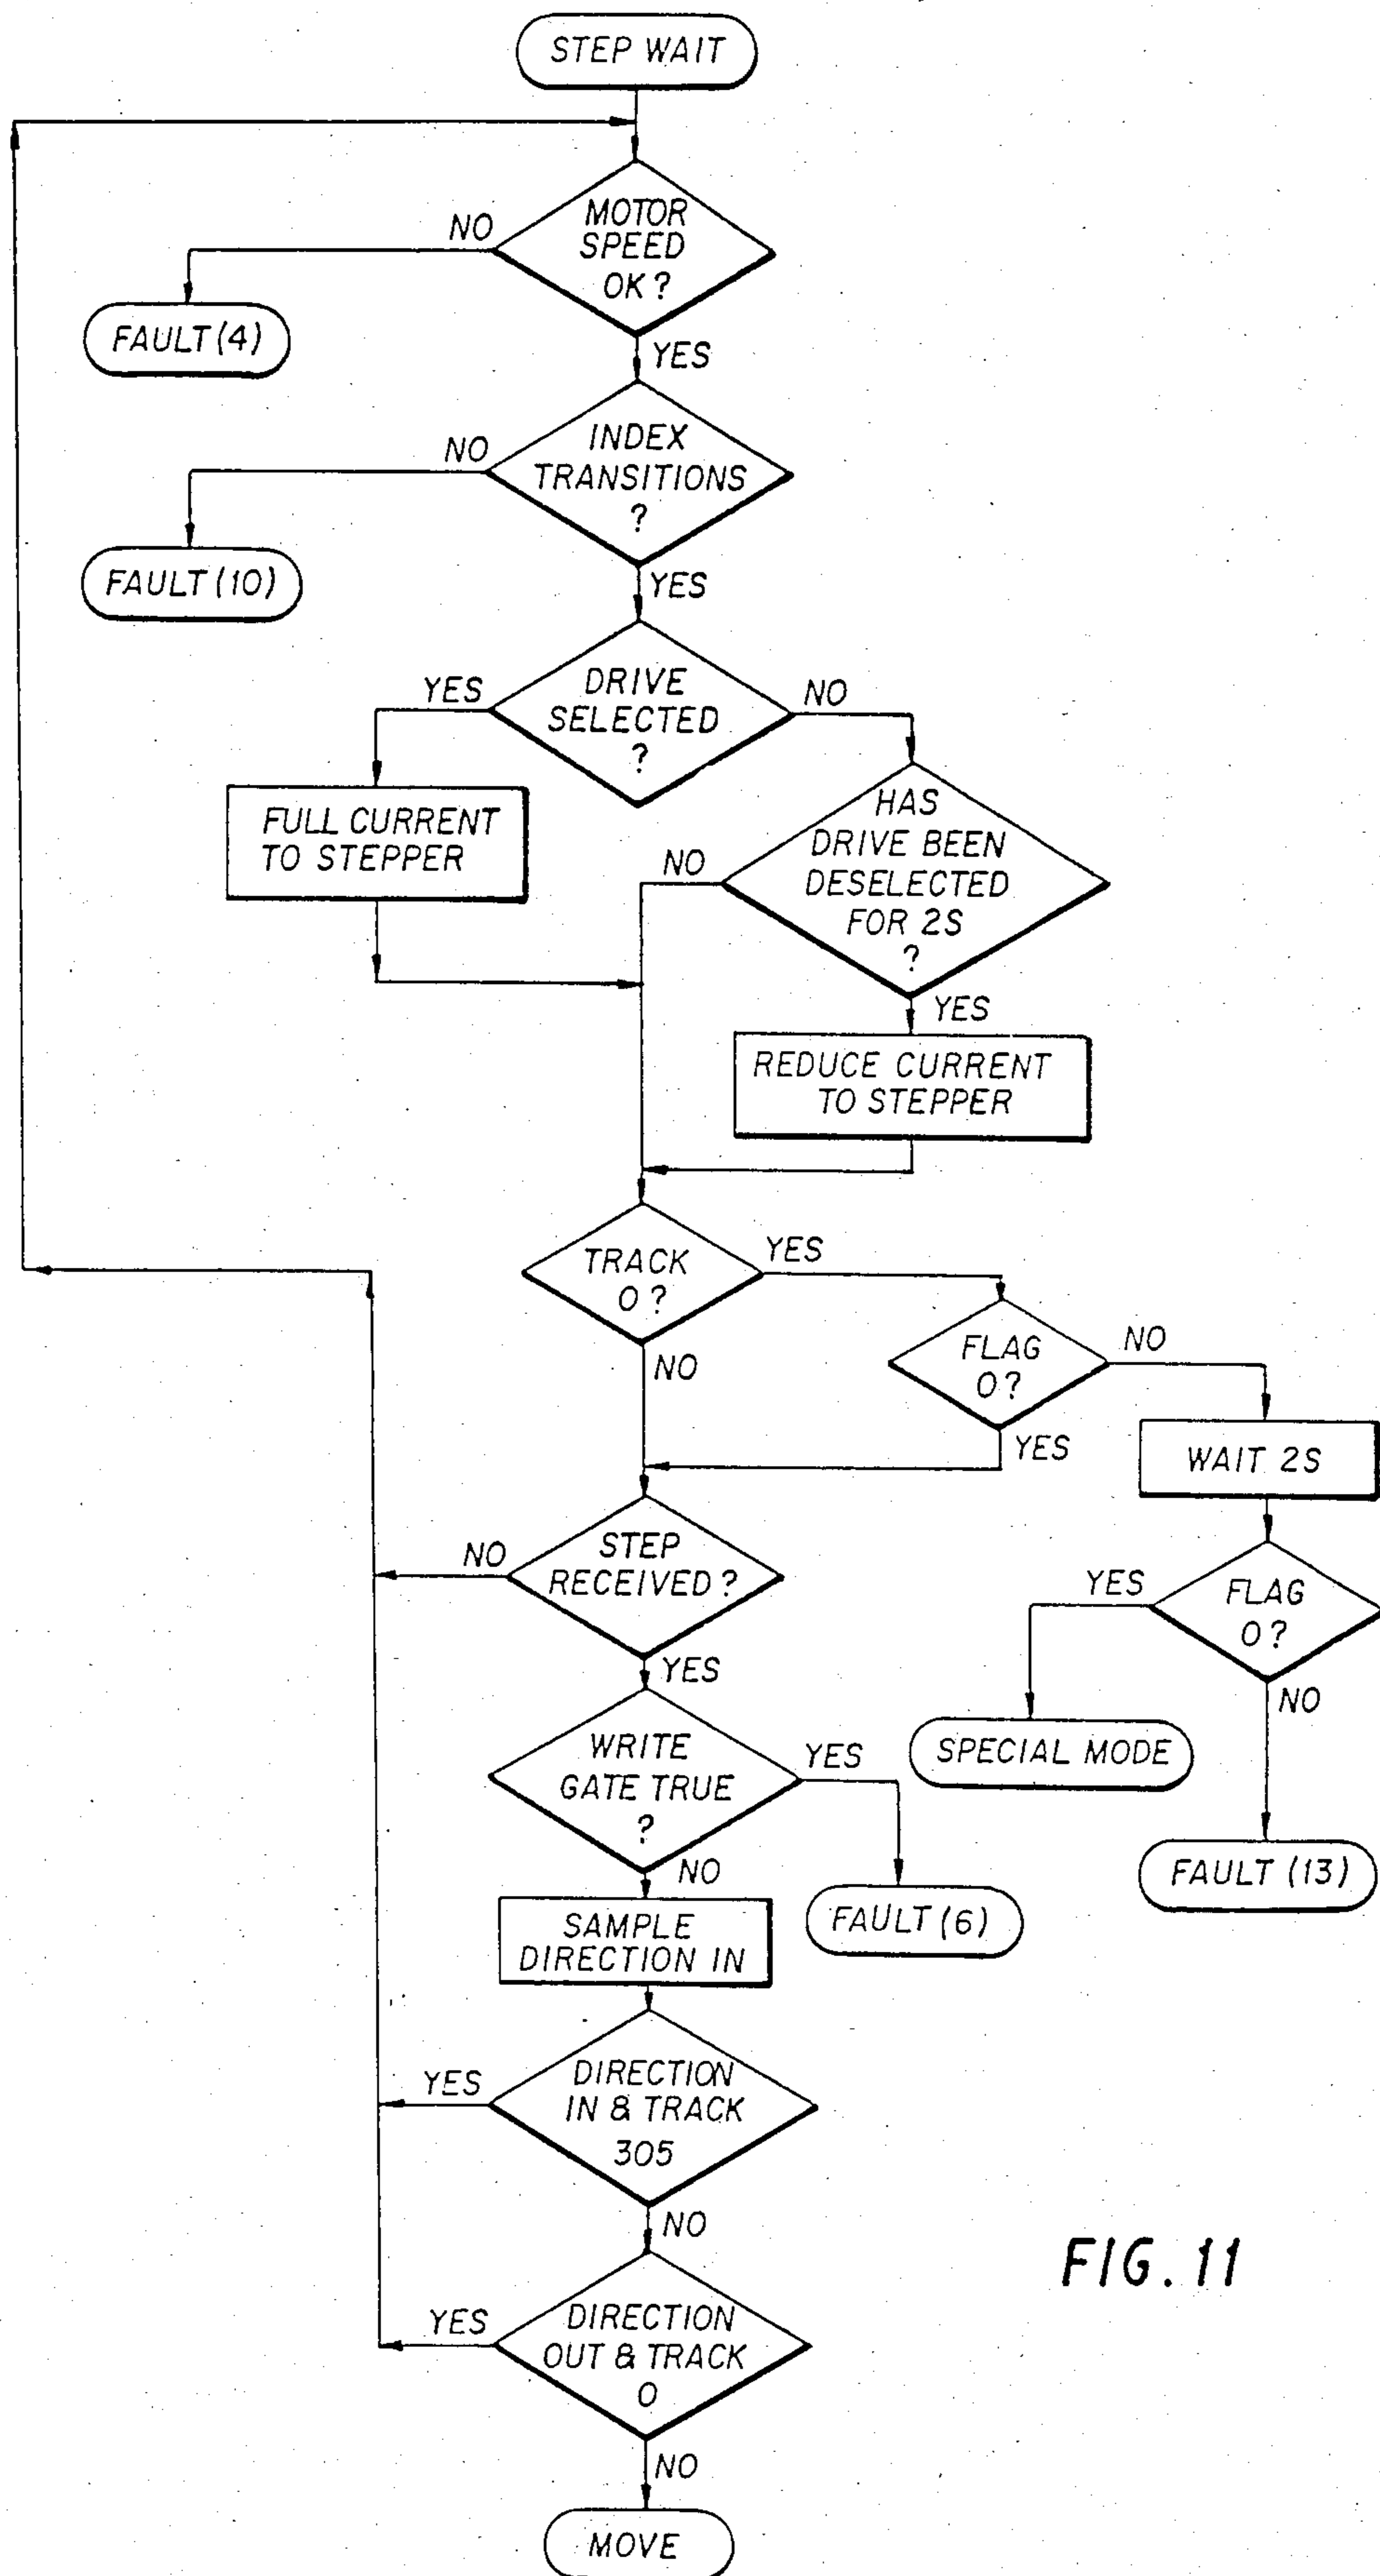 STEP WAIT
MOTOR
SPEED
OK?
NO
FAULT(4)
YES
INDEX
TRANSITIONS
?
NO
FAULT(10)
YES
DRIVE
SELECTED
?
YES
NO
FULL CURRENT
TO STEPPER
HAS
DRIVE BEEN
DESELECTED
FOR 2S
?
NO
YES
REDUCE CURRENT
TO STEPPER
TRACK
0?
YES
NO
FLAG
0?
NO
YES
WAIT 2S
STEP
RECEIVED?
NO
YES
FLAG
0?
YES
NO
SPECIAL MODE
FAULT (13)
WRITE
GATE TRUE
?
YES
NO
FAULT(6)
SAMPLE
DIRECTION IN
DIRECTION
IN & TRACK
305
YES
NO
DIRECTION
OUT & TRACK
0
YES
NO
MOVE
FIG. 11